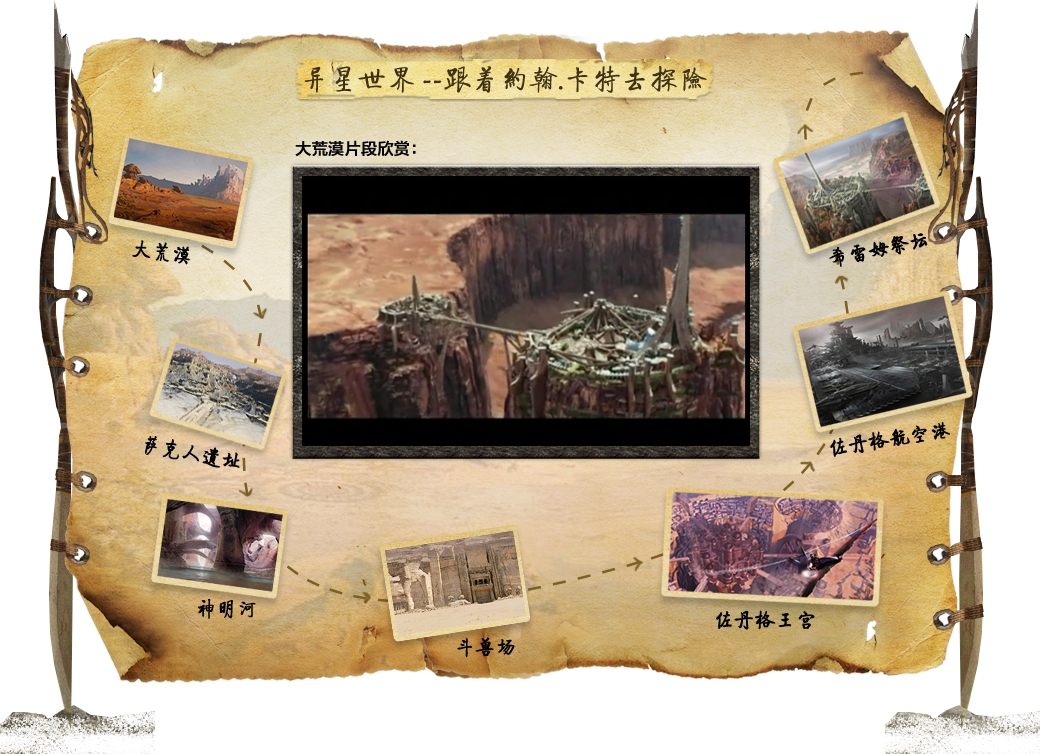 异星世界--跟着約翰.卡特去探險
大荒漠片段欣赏：
大荒漠
希雷姆祭坛
萨克人遗址
佐丹格航空港
神明河
斗兽场
佐丹格王宫